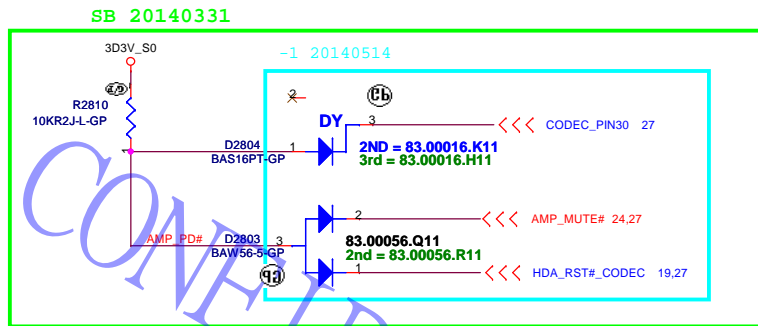 SB 20140331
3D3V_S0
-1 20140514
R2810
10KR2J-L-GP
2
DY
3
CODEC_PIN30 27
D2804
1
BAS16PT-GP
1
2ND = 83.00016.K11
3rd = 83.00016.H11
2
AMP_MUTE# 24,27
AMP_PD#
D2803
3
BAW56-5-GP
83.00056.Q11
2nd = 83.00056.R11
1
HDA_RST#_CODEC 19,27